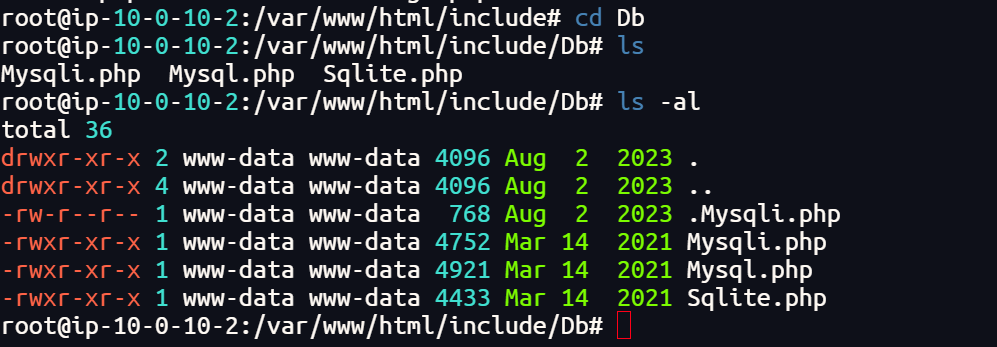 root@ip-10-0-10-2:/var/www/html/include# cd Db
root@ip-10-0-10-2:/var/www/html/include/Db# ls
Mysqli.php  Mysql.php  Sqlite.php
root@ip-10-0-10-2:/var/www/html/include/Db# ls -al
total 36
drwxr-xr-x 2 www-data www-data 4096 Aug  2  2023 .
drwxr-xr-x 4 www-data www-data 4096 Aug  2  2023 ..
-rw-r--r-- 1 www-data www-data  768 Aug  2  2023 .Mysqli.php
-rwxr-xr-x 1 www-data www-data 4752 Mar 14  2021 Mysqli.php
-rwxr-xr-x 1 www-data www-data 4921 Mar 14  2021 Mysql.php
-rwxr-xr-x 1 www-data www-data 4433 Mar 14  2021 Sqlite.php
root@ip-10-0-10-2:/var/www/html/include/Db#